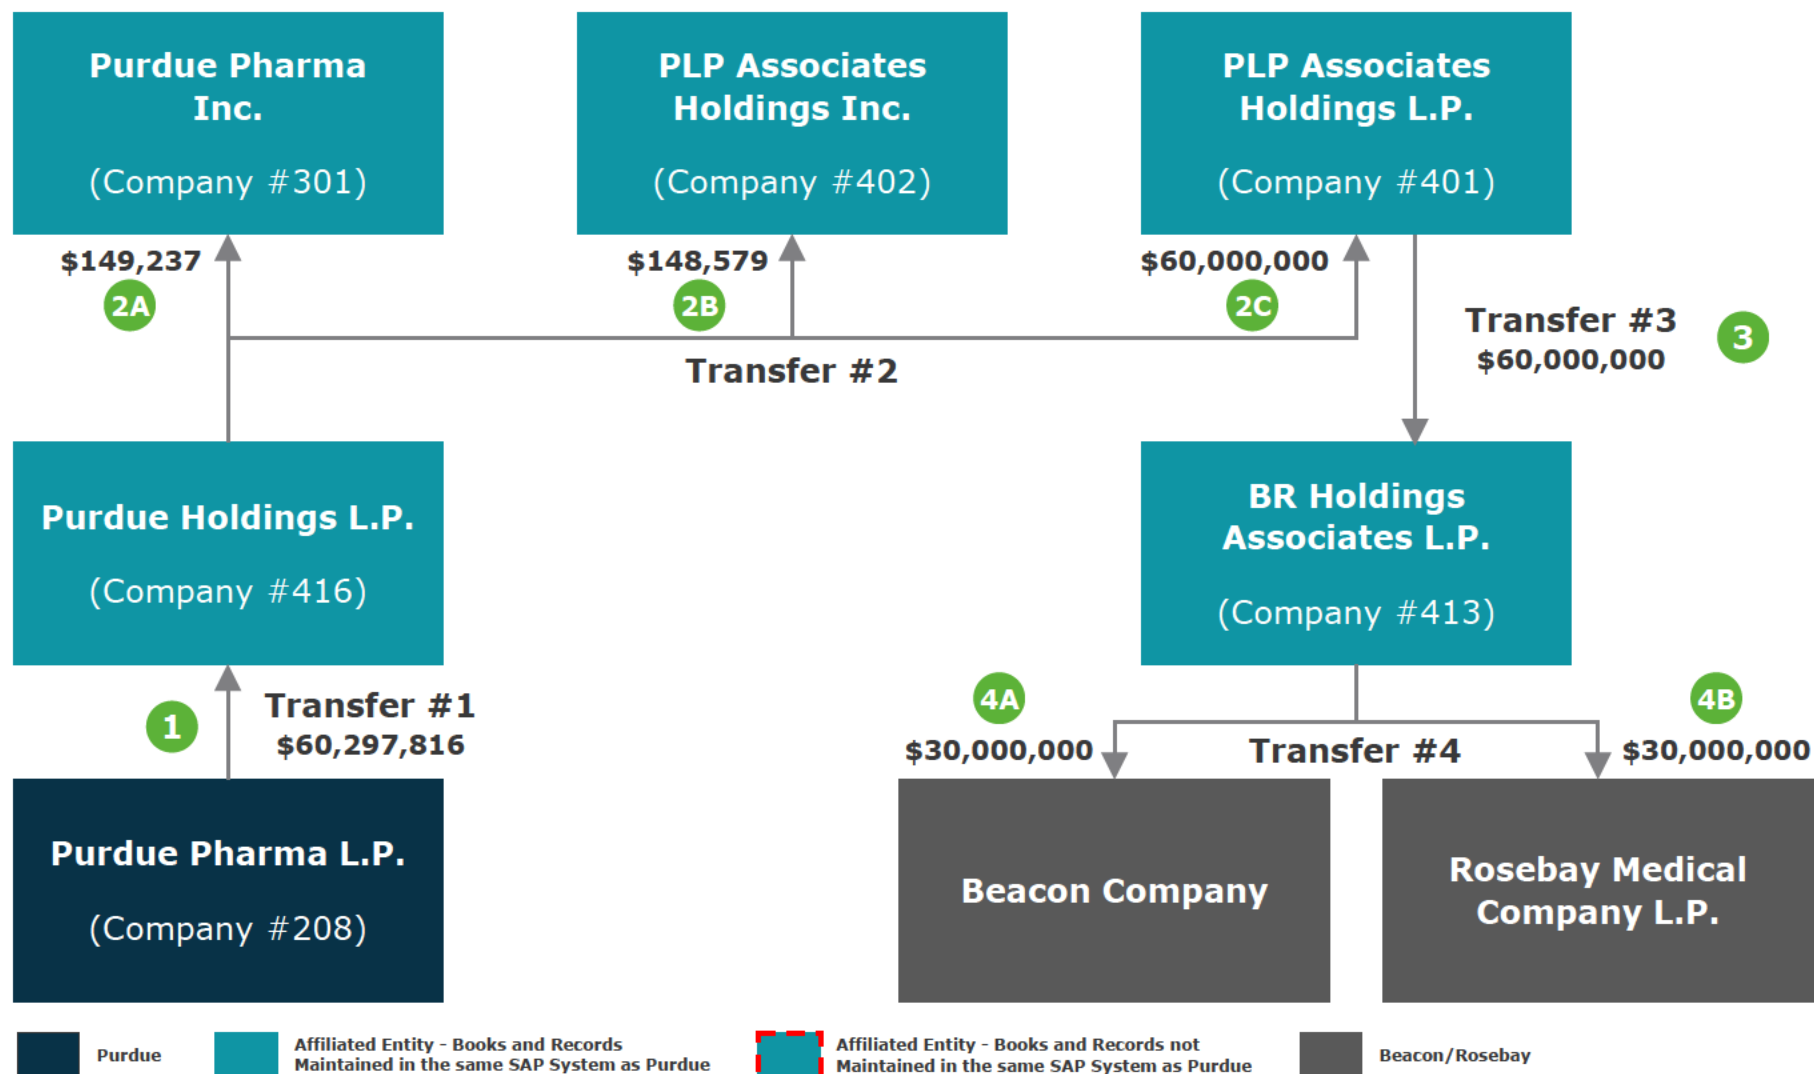 Purdue Pharma
Inc.
(Company #301)
PLP Associates
Holdings Inc.
(Company #402)
PLP Associates
Holdings L.P.
(Company #401)
$149,237
2A
$148,579
2B
$60,000,000
2C
Transfer #2
Transfer #3
$60,000,000
3
Purdue Holdings L.P.
(Company #416)
BR Holdings
Associates L.P.
(Company #413)
1
Transfer #1
$60,297,816
4A
$30,000,000
Transfer #4
4B
$30,000,000
Purdue Pharma L.P.
(Company #208)
Beacon Company
Rosebay Medical
Company L.P.
Purdue
Affiliated Entity - Books and Records
Maintained in the same SAP System as Purdue
Affiliated Entity - Books and Records not
Maintained in the same SAP System as Purdue
Beacon/Rosebay